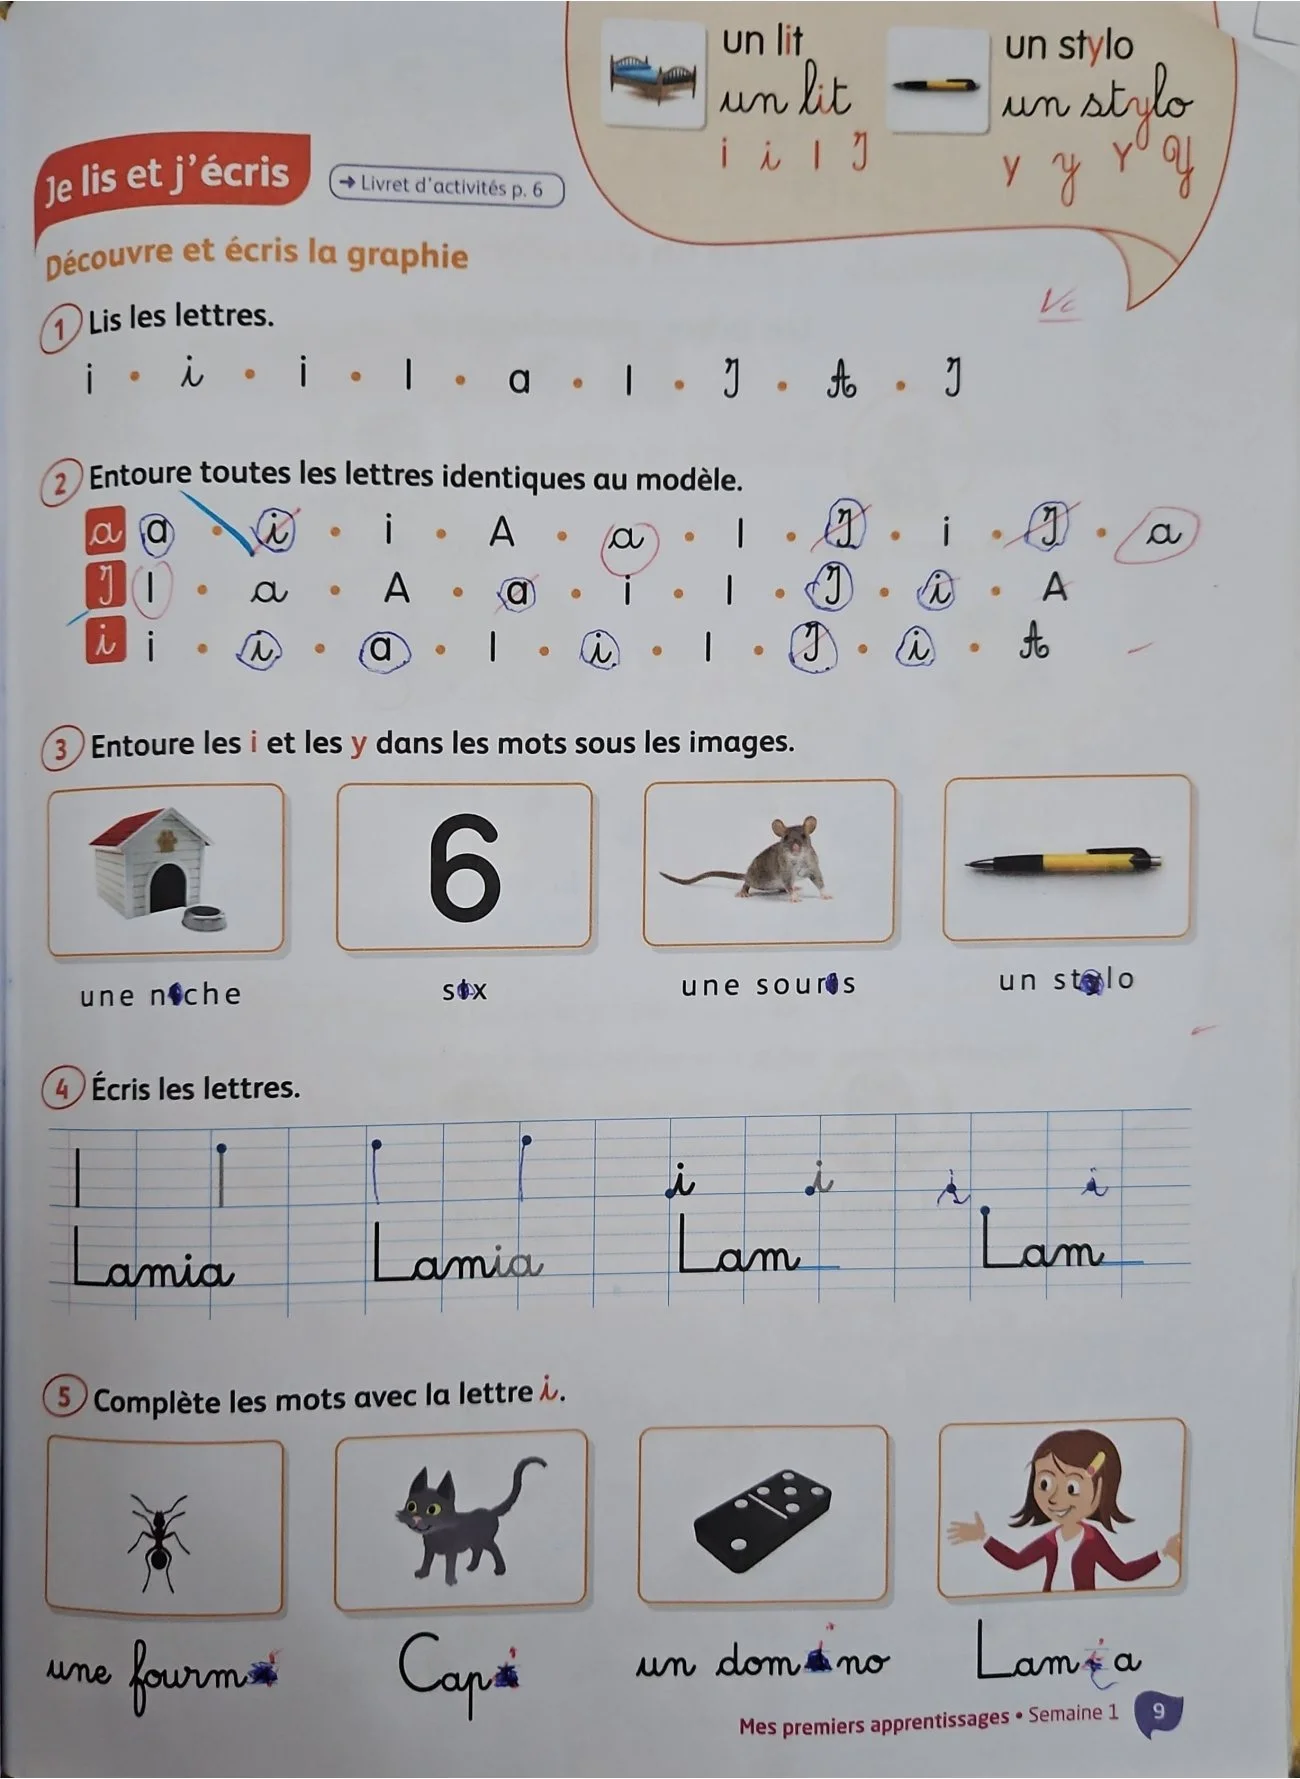 un lit
un lit
i i I I
un stylo
un stylo
y y Y Y
Je lis et j'écris
➔ Livret d'activités p. 6
Découvre et écris la graphie
1 Lis les lettres.
i • i • i • I • a • I • I • A • I
2 Entoure toutes les lettres identiques au modèle.
a a • i • i • A • a • I • I • i • I • a
I I • a • A • a • i • I • I • i • A
i i • i • a • I • i • I • I • i • A
3 Entoure les i et les y dans les mots sous les images.
6
une niche
six
une souris
un stylo
4 Écris les lettres.
I I I I i i i i
Lamia Lamia Lam Lam
5 Complète les mots avec la lettre i.
une fourmi
Capi
un domino
Lamia
Mes premiers apprentissages • Semaine 1 9